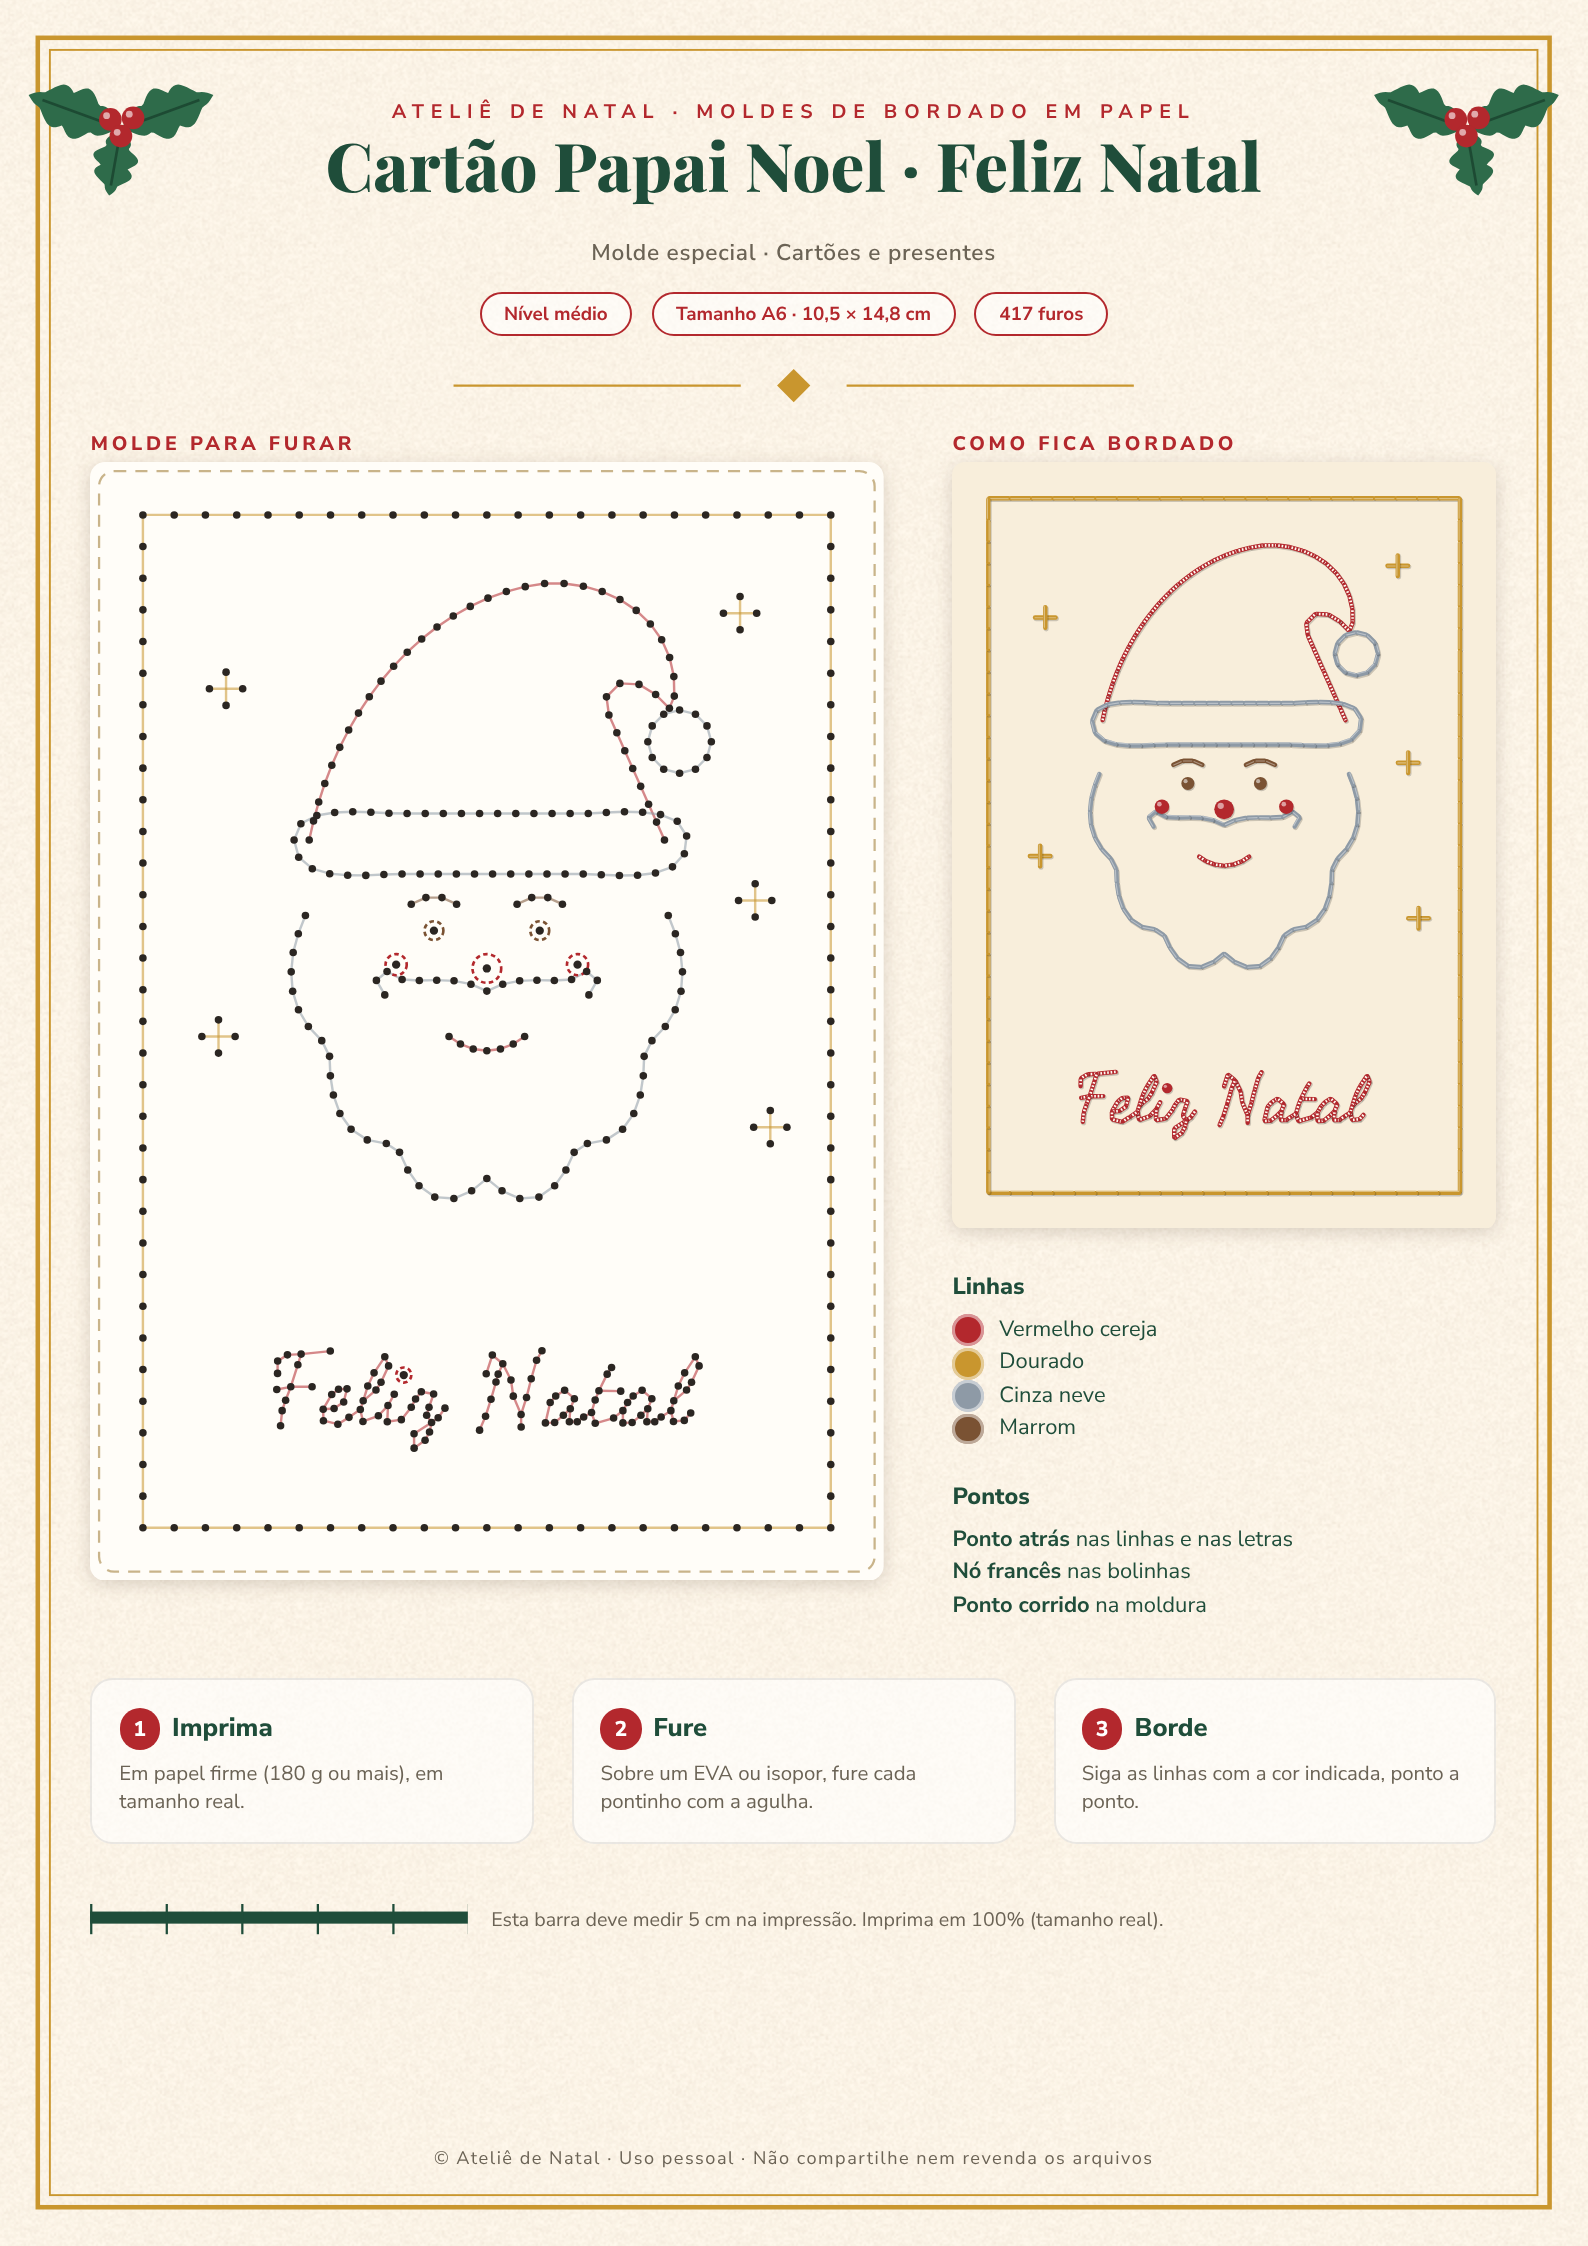 ATELIÊ DE NATAL · MOLDES DE BORDADO EM PAPEL
Cartão Papai Noel · Feliz Natal
Molde especial · Cartões e presentes
Nível médio
Tamanho A6 · 10,5 × 14,8 cm
417 furos
MOLDE PARA FURAR
Feliz Natal
COMO FICA BORDADO
Feliz Natal
Linhas
Vermelho cereja
Dourado
Cinza neve
Marrom
Pontos
Ponto atrás nas linhas e nas letras
Nó francês nas bolinhas
Ponto corrido na moldura
1 Imprima
Em papel firme (180 g ou mais), em
tamanho real.
2 Fure
Sobre um EVA ou isopor, fure cada
pontinho com a agulha.
3 Borde
Siga as linhas com a cor indicada, ponto a
ponto.
Esta barra deve medir 5 cm na impressão. Imprima em 100% (tamanho real).
© Ateliê de Natal · Uso pessoal · Não compartilhe nem revenda os arquivos